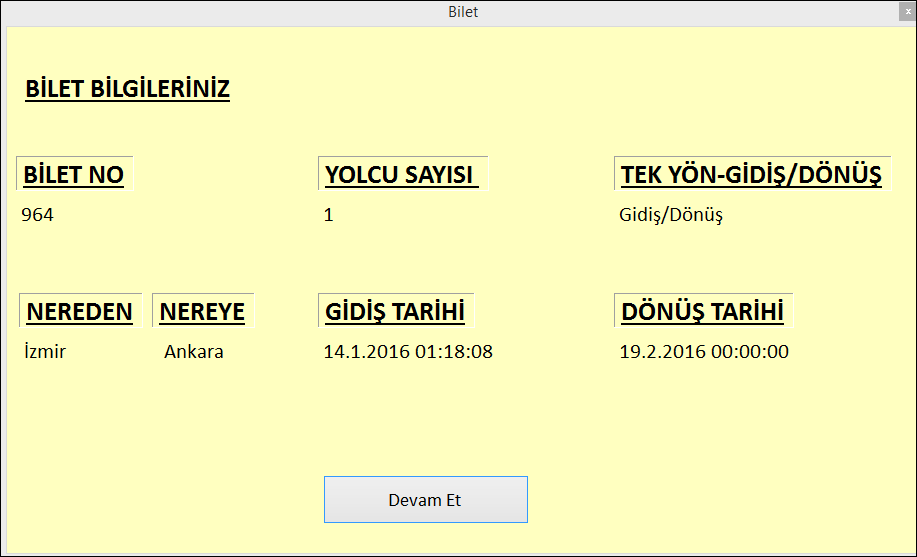 Bilet
x
BİLET BİLGİLERİNİZ
BİLET NO YOLCU SAYISI TEK YÖN-GİDİŞ/DÖNÜŞ
964 1 Gidiş/Dönüş
NEREDEN NEREYE GİDİŞ TARİHİ DÖNÜŞ TARİHİ
İzmir Ankara 14.1.2016 01:18:08 19.2.2016 00:00:00
Devam Et